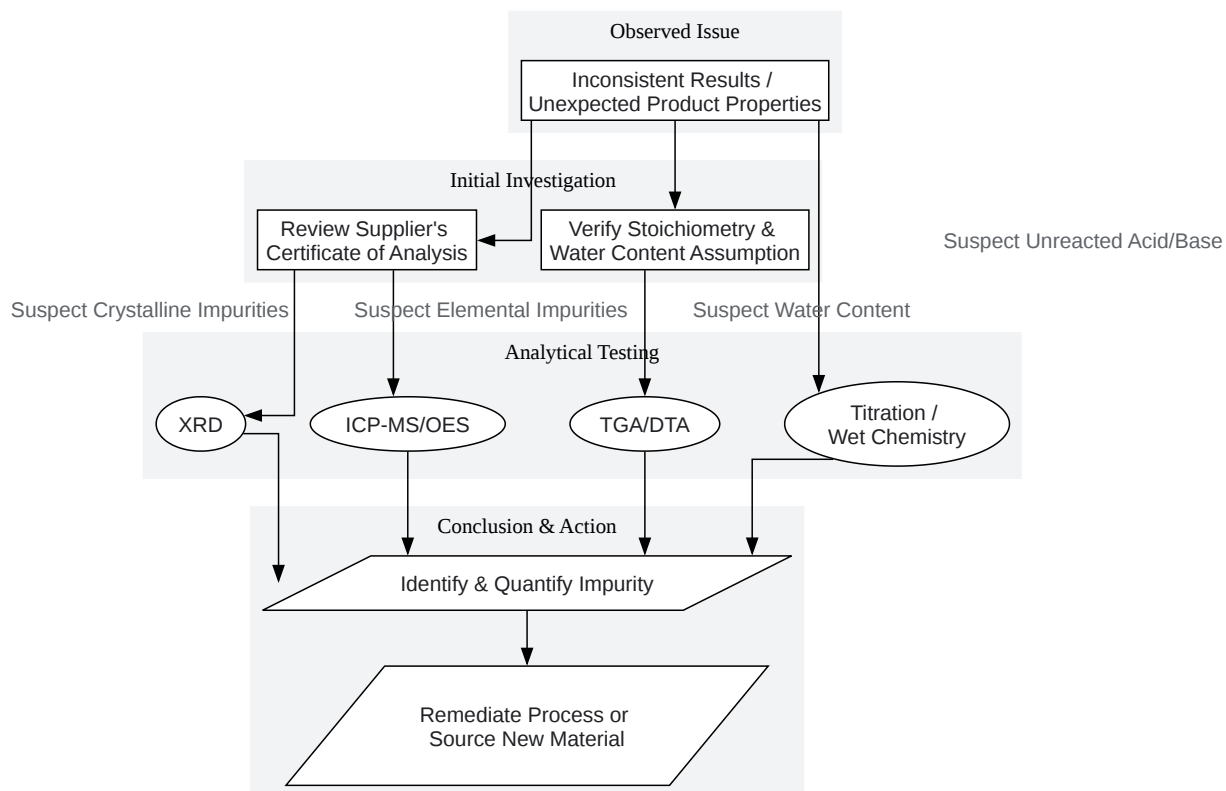 Observed Issue
Inconsistent Results /
Unexpected Product Properties
Initial Investigation
Review Supplier's
Certificate of Analysis
Verify Stoichiometry &
Water Content Assumption
Suspect Unreacted Acid/Base
Suspect Crystalline Impurities
Suspect Elemental Impurities
Suspect Water Content
Analytical Testing
XRD
ICP-MS/OES
TGA/DTA
Titration /
Wet Chemistry
Conclusion & Action
Identify & Quantify Impurity
Remediate Process or
Source New Material